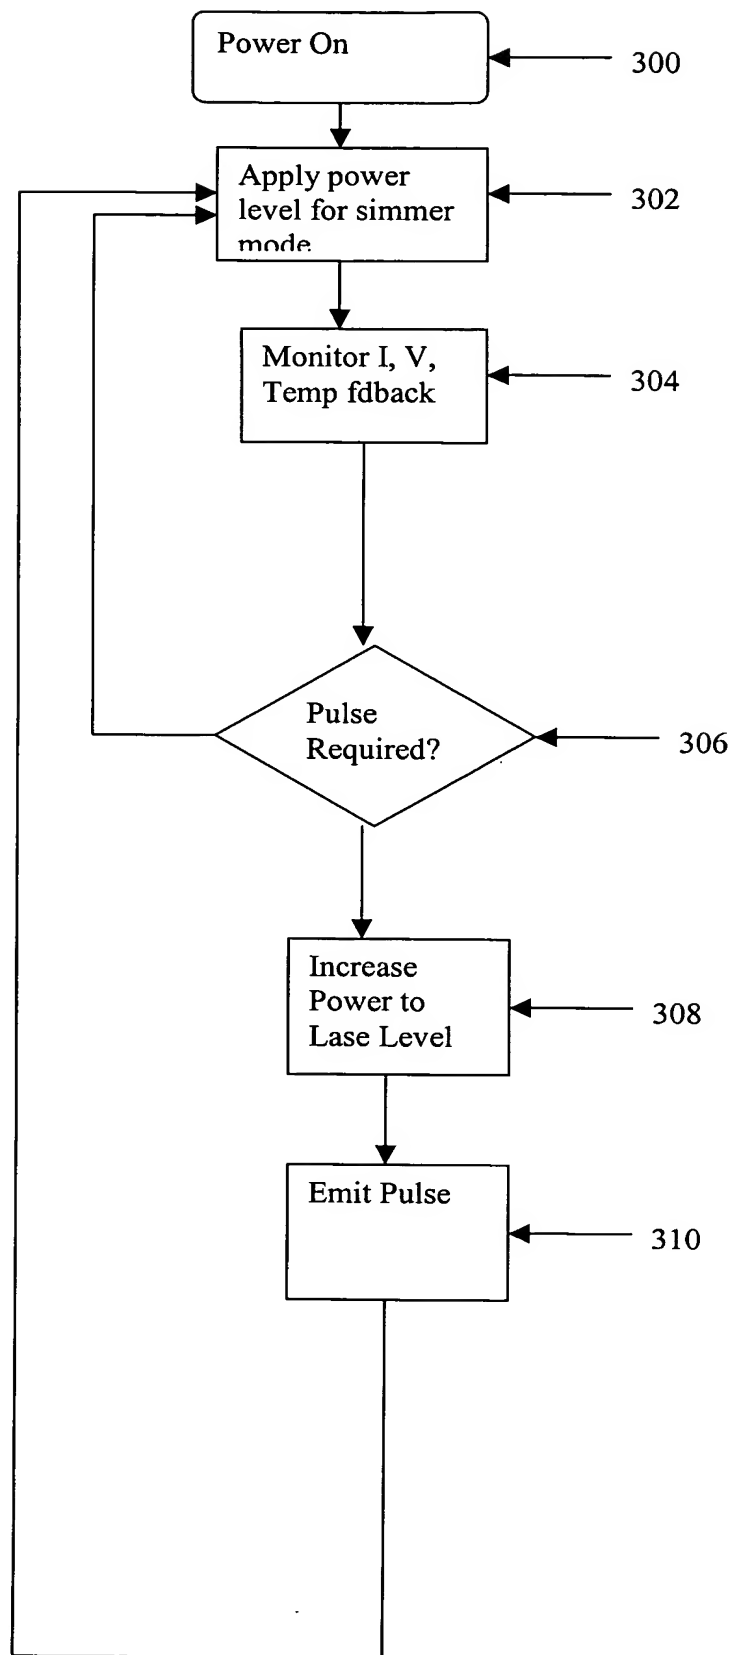 Power On
300
Apply power
level for simmer
mode
302
Monitor I, V,
Temp fdback
304
Pulse
Required?
306
Increase
Power to
Lase Level
308
Emit Pulse
310